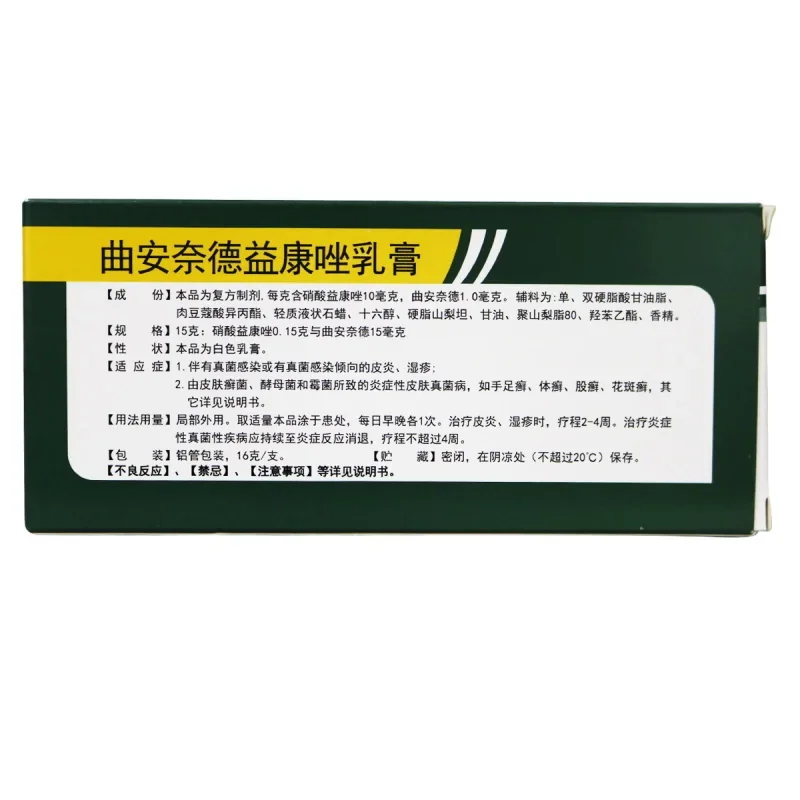 曲安奈德益康唑乳膏
【成 份】本品为复方制剂,每克含硝酸益康唑10毫克，曲安奈德1.0毫克。辅料为:单、双硬脂酸甘油脂、
肉豆蔻酸异丙酯、轻质液状石蜡、十六醇、硬脂山梨坦、甘油、聚山梨脂80、羟苯乙酯、香精。
【规 格】15克：硝酸益康唑0.15克与曲安奈德15毫克
【性 状】本品为白色乳膏。
【适 应 症】1.伴有真菌感染或有真菌感染倾向的皮炎、湿疹；
2.由皮肤癣菌、酵母菌和霉菌所致的炎症性皮肤真菌病，如手足癣、体癣、股癣、花斑癣，其
它详见说明书。
【用法用量】局部外用。取适量本品涂于患处，每日早晚各1次。治疗皮炎、湿疹时，疗程2-4周。治疗炎症
性真菌性疾病应持续至炎症反应消退，疗程不超过4周。
【包 装】铝管包装，16克/支。 【贮 藏】密闭，在阴凉处（不超过20℃）保存。
【不良反应】、【禁忌】、【注意事项】等详见说明书。